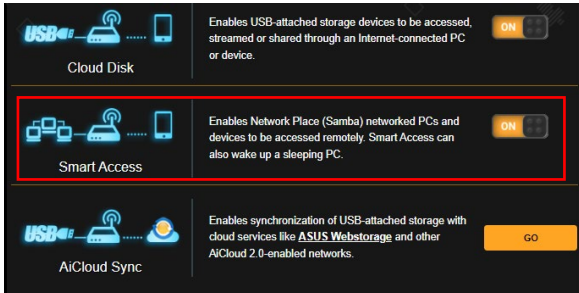 Enables USB-attached storage devices to be accessed,
streamed or shared through an Internet-connected PC
or device.
ON
USB
Cloud Disk
Enables Network Place (Samba) networked PCs and
devices to be accessed remotely. Smart Access can
also wake up a sleeping PC.
ON
Smart Access
Enables synchronization of USB-attached storage with
cloud services like ASUS Webstorage and other
AiCloud 2.0-enabled networks.
GO
USB
AiCloud Sync